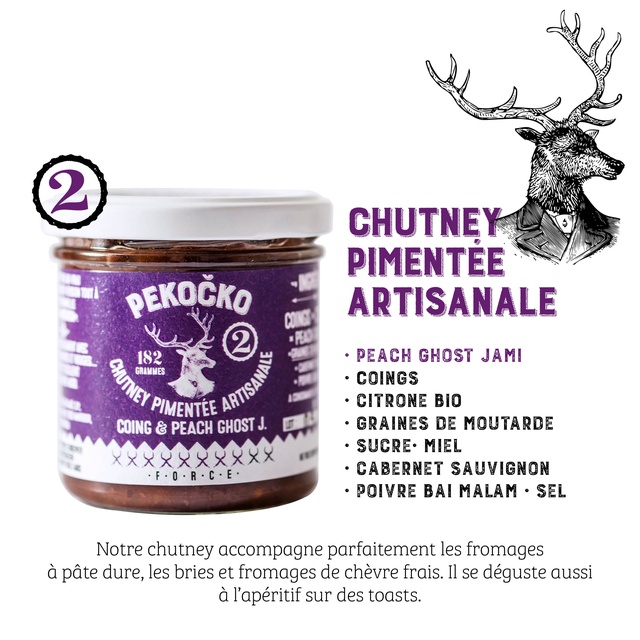 2
CHUTNEY
PIMENTÉE
ARTISANALE
PEKOČKO
2
182
GRAMMES
CHUTNEY PIMENTÉE ARTISANALE
COING & PEACH GHOST J.
·F·O·R·C·E·
· PEACH GHOST JAMI
· COINGS
· CITRONE BIO
· GRAINES DE MOUTARDE
· SUCRE· MIEL
· CABERNET SAUVIGNON
· POIVRE BAI MALAM · SEL
Notre chutney accompagne parfaitement les fromages
à pâte dure, les bries et fromages de chèvre frais. Il se déguste aussi
à l’apéritif sur des toasts.